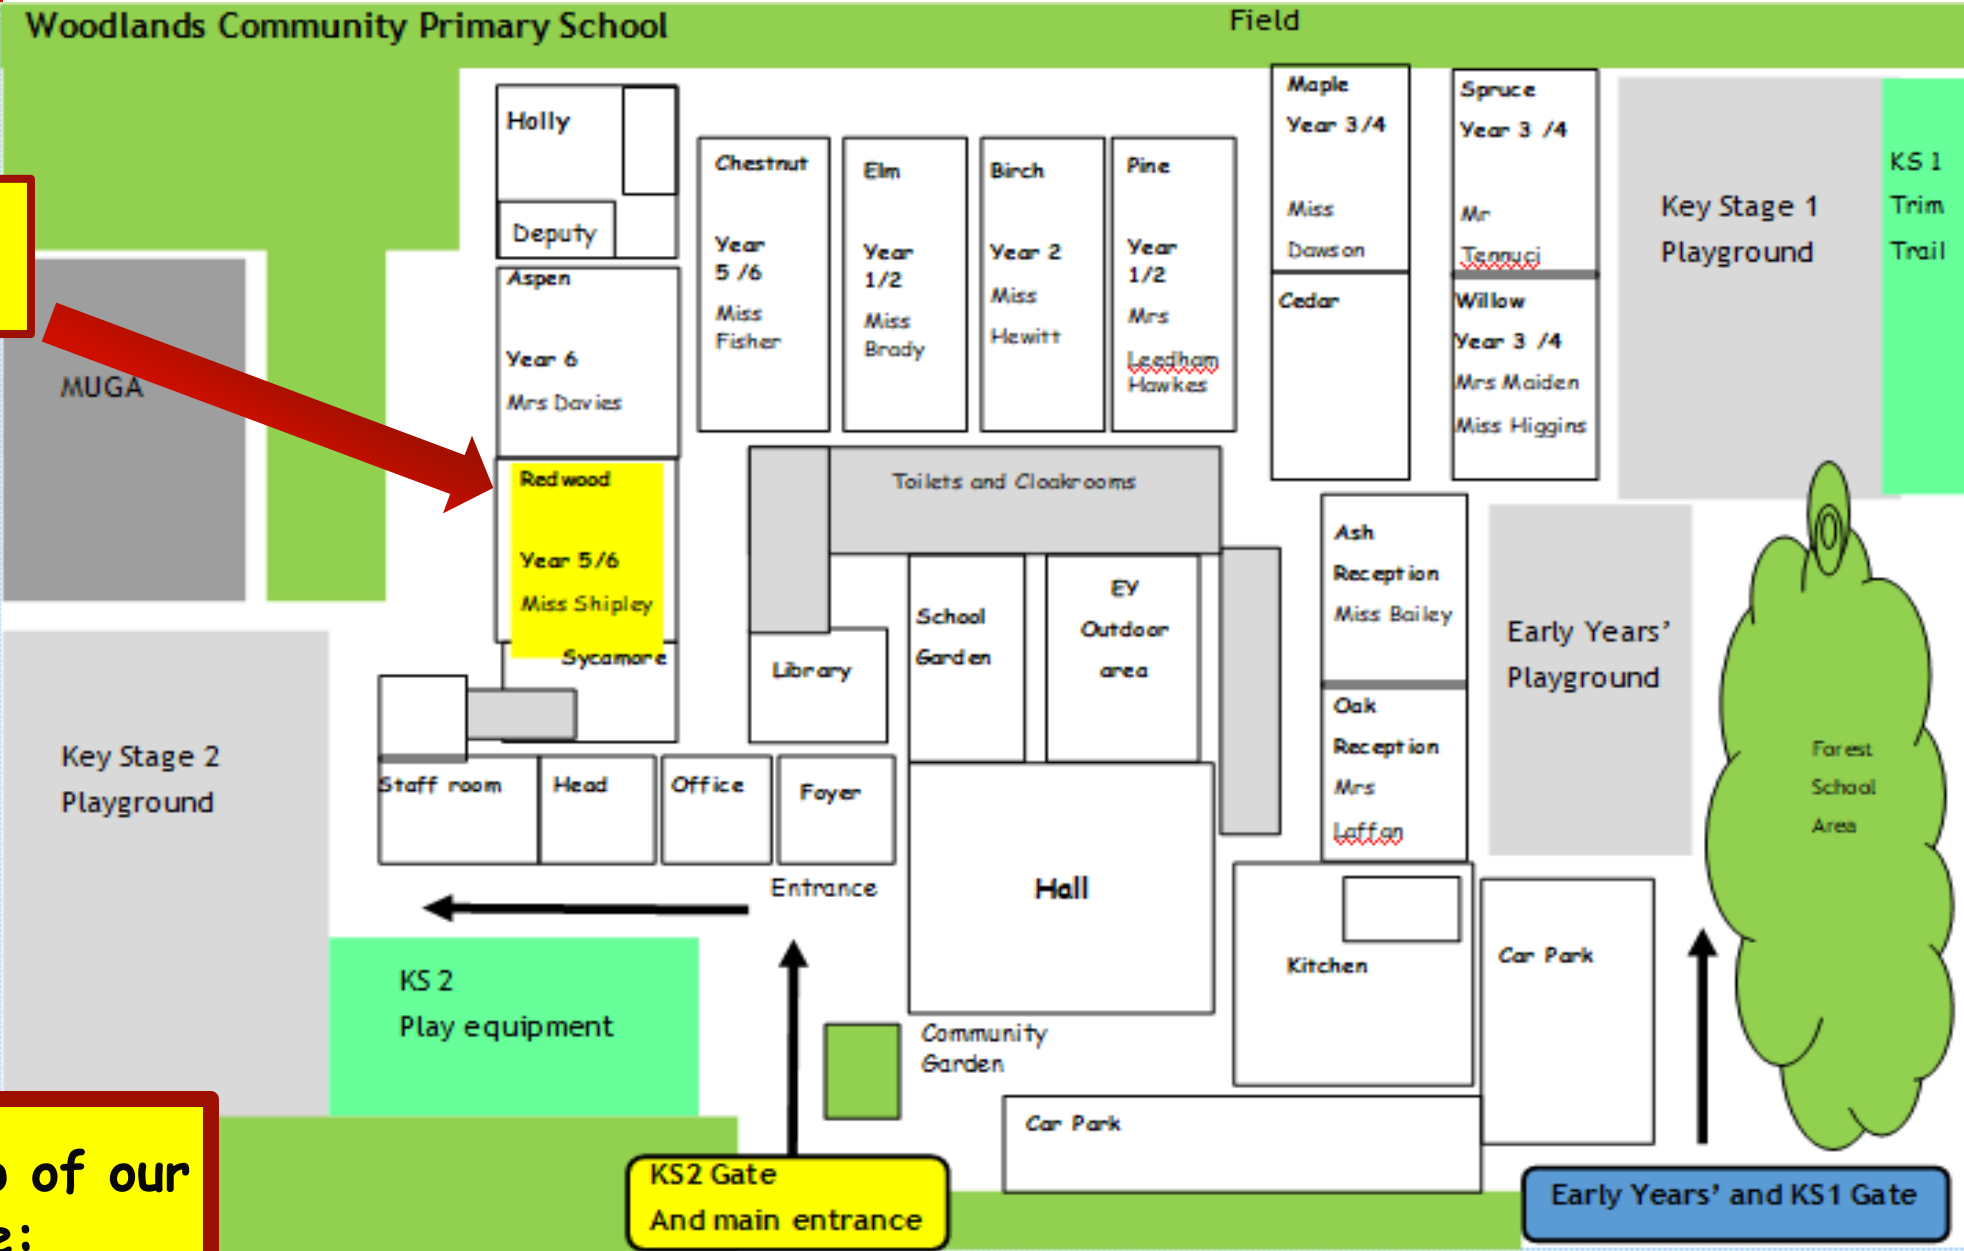 Woodlands Community Primary School
Field
Holly
Deputy
Aspen
Year 6
Mrs Davies
Redwood
Year 5/6
Miss Shipley
Sycamore
Chestnut
Year
5 /6
Miss
Fisher
Elm
Year
1/2
Miss
Brady
Birch
Year 2
Miss
Hewitt
Pine
Year
1/2
Mrs
Leedham
Hawkes
Maple
Year 3/4
Miss
Dawson
Cedar
Spruce
Year 3 /4
Mr
Tennuci
Willow
Year 3 /4
Mrs Maiden
Miss Higgins
Key Stage 1
Playground
KS 1
Trim
Trail
MUGA
Toilets and Cloakrooms
School
Garden
EY
Outdoor
area
Library
Ash
Reception
Miss Bailey
Oak
Reception
Mrs
Laffan
Early Years’
Playground
Forest
School
Area
Key Stage 2
Playground
Staff room
Head
Office
Foyer
Entrance
Hall
Kitchen
Car Park
KS 2
Play equipment
Community
Garden
Car Park
of our
e:
KS2 Gate
And main entrance
Early Years’ and KS1 Gate